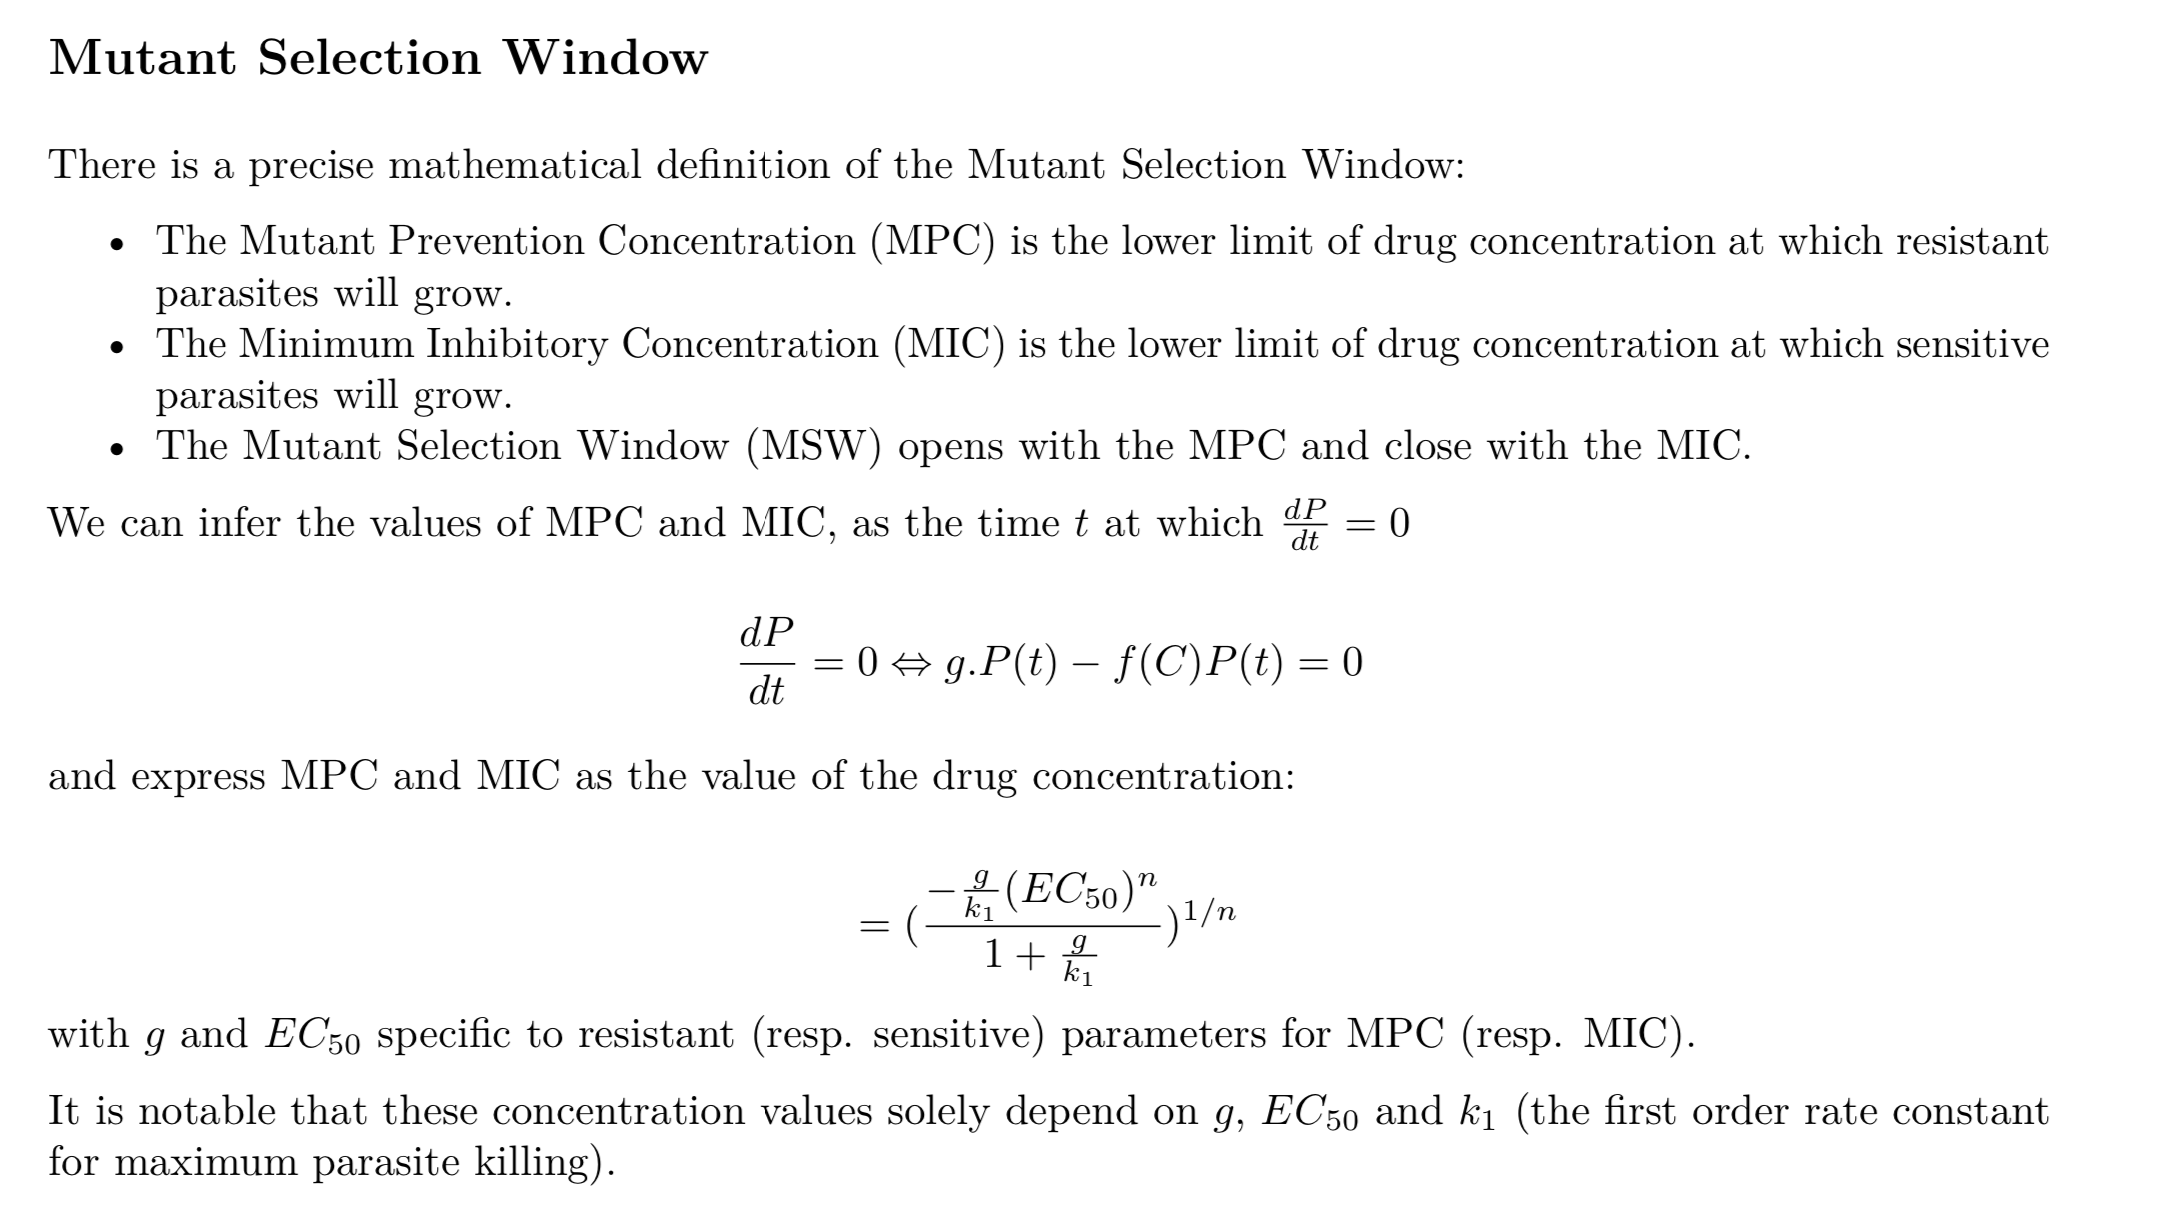 Mutant Selection Window
There is a precise mathematical definition of the Mutant Selection Window:
• The Mutant Prevention Concentration (MPC) is the lower limit of drug concentration at which resistant
parasites will grow.
• The Minimum Inhibitory Concentration (MIC) is the lower limit of drug concentration at which sensitive
parasites will grow.
• The Mutant Selection Window (MSW) opens with the MPC and close with the MIC.
We can infer the values of MPC and MIC, as the time $t$ at which $\frac{dP}{dt} = 0$
$\frac{dP}{dt} = 0 \Leftrightarrow g.P(t) - f(C)P(t) = 0$
and express MPC and MIC as the value of the drug concentration:
$= (\frac{-\frac{g}{k_1}(EC_{50})^n}{1 + \frac{g}{k_1}})^{1/n}$
with $g$ and $EC_{50}$ specific to resistant (resp. sensitive) parameters for MPC (resp. MIC).
It is notable that these concentration values solely depend on $g$, $EC_{50}$ and $k_1$ (the first order rate constant
for maximum parasite killing).